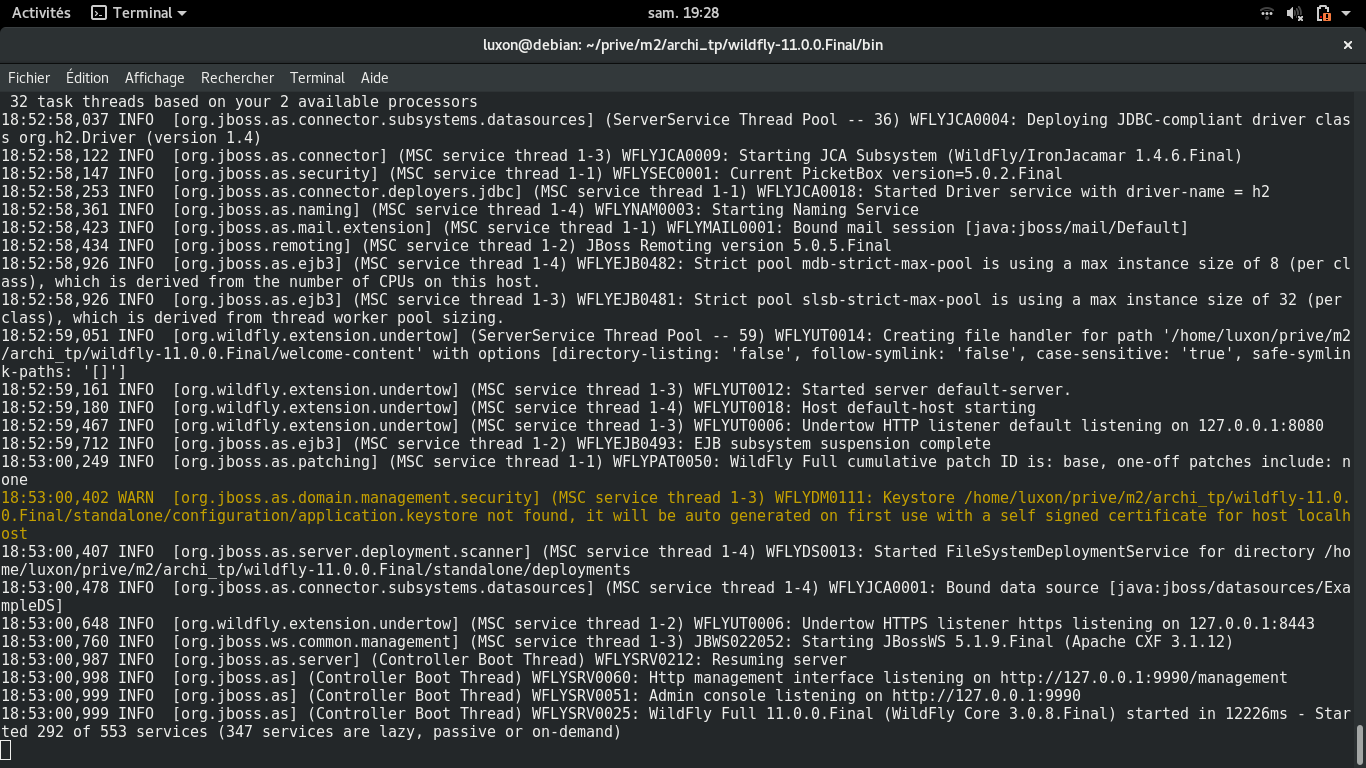 Activités
Terminal
sam. 19:28
luxon@debian: ~/prive/m2/archi_tp/wildfly-11.0.0.Final/bin
×
Fichier Édition Affichage Rechercher Terminal Aide
32 task threads based on your 2 available processors
18:52:58,037 INFO  [org.jboss.as.connector.subsystems.datasources] (ServerService Thread Pool -- 36) WFLYJCA0004: Deploying JDBC-compliant driver clas
s org.h2.Driver (version 1.4)
18:52:58,122 INFO  [org.jboss.as.connector] (MSC service thread 1-3) WFLYJCA0009: Starting JCA Subsystem (WildFly/IronJacamar 1.4.6.Final)
18:52:58,147 INFO  [org.jboss.as.security] (MSC service thread 1-1) WFLYSEC0001: Current PicketBox version=5.0.2.Final
18:52:58,253 INFO  [org.jboss.as.connector.deployers.jdbc] (MSC service thread 1-1) WFLYJCA0018: Started Driver service with driver-name = h2
18:52:58,361 INFO  [org.jboss.as.naming] (MSC service thread 1-4) WFLYNAM0003: Starting Naming Service
18:52:58,423 INFO  [org.jboss.as.mail.extension] (MSC service thread 1-1) WFLYMAIL0001: Bound mail session [java:jboss/mail/Default]
18:52:58,434 INFO  [org.jboss.remoting] (MSC service thread 1-2) JBoss Remoting version 5.0.5.Final
18:52:58,926 INFO  [org.jboss.as.ejb3] (MSC service thread 1-4) WFLYEJB0482: Strict pool mdb-strict-max-pool is using a max instance size of 8 (per cl
ass), which is derived from the number of CPUs on this host.
18:52:58,926 INFO  [org.jboss.as.ejb3] (MSC service thread 1-3) WFLYEJB0481: Strict pool slsb-strict-max-pool is using a max instance size of 32 (per
class), which is derived from thread worker pool sizing.
18:52:59,051 INFO  [org.wildfly.extension.undertow] (ServerService Thread Pool -- 59) WFLYUT0014: Creating file handler for path '/home/luxon/prive/m2
/archi_tp/wildfly-11.0.0.Final/welcome-content' with options [directory-listing: 'false', follow-symlink: 'false', case-sensitive: 'true', safe-symlin
k-paths: '[]']
18:52:59,161 INFO  [org.wildfly.extension.undertow] (MSC service thread 1-3) WFLYUT0012: Started server default-server.
18:52:59,180 INFO  [org.wildfly.extension.undertow] (MSC service thread 1-4) WFLYUT0018: Host default-host starting
18:52:59,467 INFO  [org.wildfly.extension.undertow] (MSC service thread 1-3) WFLYUT0006: Undertow HTTP listener default listening on 127.0.0.1:8080
18:52:59,712 INFO  [org.jboss.as.ejb3] (MSC service thread 1-2) WFLYEJB0493: EJB subsystem suspension complete
18:53:00,249 INFO  [org.jboss.as.patching] (MSC service thread 1-1) WFLYPAT0050: WildFly Full cumulative patch ID is: base, one-off patches include: n
one
18:53:00,402 WARN  [org.jboss.as.domain.management.security] (MSC service thread 1-3) WFLYDM0111: Keystore /home/luxon/prive/m2/archi_tp/wildfly-11.0.
0.Final/standalone/configuration/application.keystore not found, it will be auto generated on first use with a self signed certificate for host localh
ost
18:53:00,407 INFO  [org.jboss.as.server.deployment.scanner] (MSC service thread 1-4) WFLYDS0013: Started FileSystemDeploymentService for directory /ho
me/luxon/prive/m2/archi_tp/wildfly-11.0.0.Final/standalone/deployments
18:53:00,478 INFO  [org.jboss.as.connector.subsystems.datasources] (MSC service thread 1-4) WFLYJCA0001: Bound data source [java:jboss/datasources/Exa
mpleDS]
18:53:00,648 INFO  [org.wildfly.extension.undertow] (MSC service thread 1-2) WFLYUT0006: Undertow HTTPS listener https listening on 127.0.0.1:8443
18:53:00,760 INFO  [org.jboss.ws.common.management] (MSC service thread 1-3) JBWS022052: Starting JBossWS 5.1.9.Final (Apache CXF 3.1.12)
18:53:00,987 INFO  [org.jboss.as.server] (Controller Boot Thread) WFLYSRV0212: Resuming server
18:53:00,998 INFO  [org.jboss.as] (Controller Boot Thread) WFLYSRV0060: Http management interface listening on http://127.0.0.1:9990/management
18:53:00,999 INFO  [org.jboss.as] (Controller Boot Thread) WFLYSRV0051: Admin console listening on http://127.0.0.1:9990
18:53:00,999 INFO  [org.jboss.as] (Controller Boot Thread) WFLYSRV0025: WildFly Full 11.0.0.Final (WildFly Core 3.0.8.Final) started in 12226ms - Star
ted 292 of 553 services (347 services are lazy, passive or on-demand)